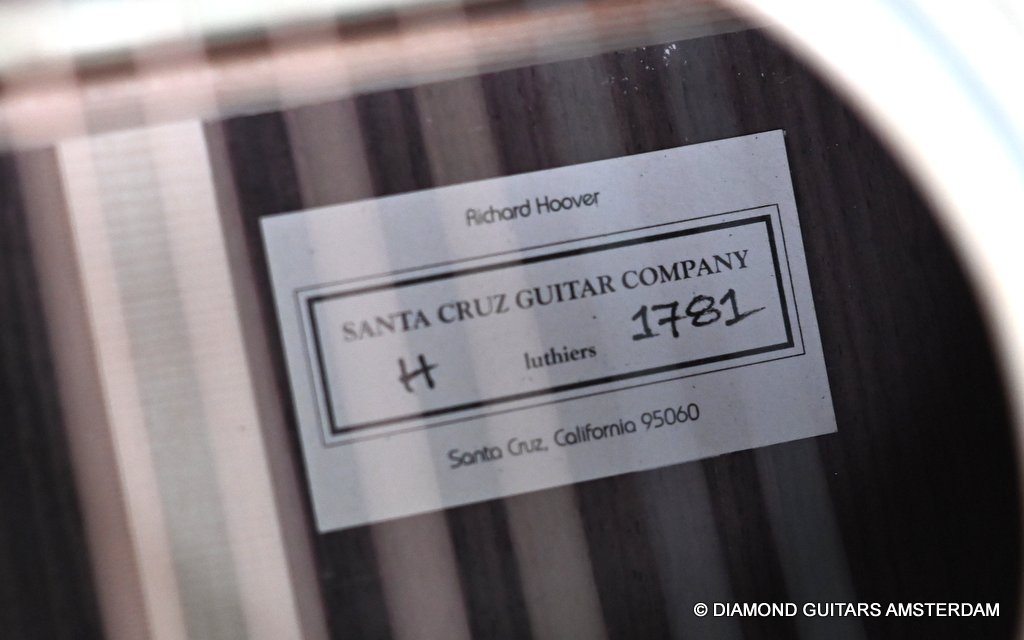 Richard Hoover
SANTA CRUZ GUITAR COMPANY
H luthiers 1781
Santa Cruz, California 95060
© DIAMOND GUITARS AMSTERDAM